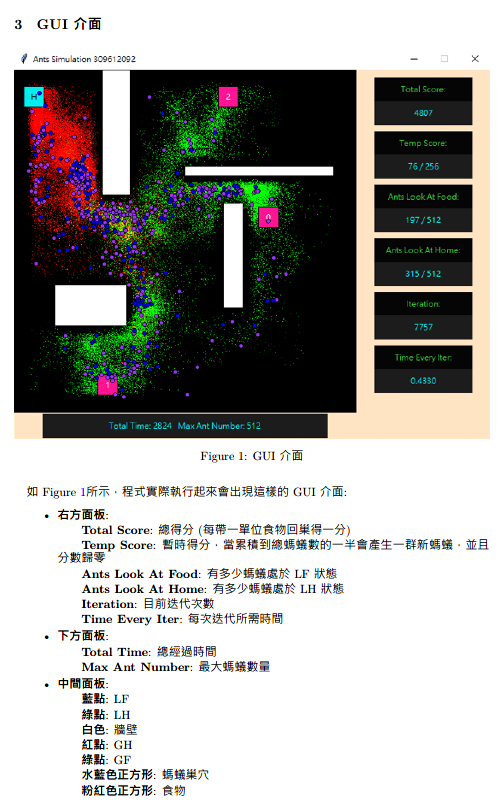 3 GUI 介面
Ants Simulation 309612092
H
2
0
1
Total Score:
4807
Temp Score:
76 / 256
Ants Look At Food:
197 / 512
Ants Look At Home:
315 / 512
Iteration:
7757
Time Every Iter:
0.4330
Total Time: 2824 Max Ant Number: 512
Figure 1: GUI 介面
如 Figure 1所示，程式實際執行起來會出現這樣的 GUI 介面:
• 右方面板:
Total Score: 總得分 (每帶一單位食物回巢得一分)
Temp Score: 暫時得分，當累積到總螞蟻數的一半會產生一群新螞蟻，並且
分數歸零
Ants Look At Food: 有多少螞蟻處於 LF 狀態
Ants Look At Home: 有多少螞蟻處於 LH 狀態
Iteration: 目前迭代次數
Time Every Iter: 每次迭代所需時間
• 下方面板:
Total Time: 總經過時間
Max Ant Number: 最大螞蟻數量
• 中間面板:
藍點: LF
綠點: LH
白色: 牆壁
紅點: GH
綠點: GF
水藍色正方形: 螞蟻巢穴
粉紅色正方形: 食物